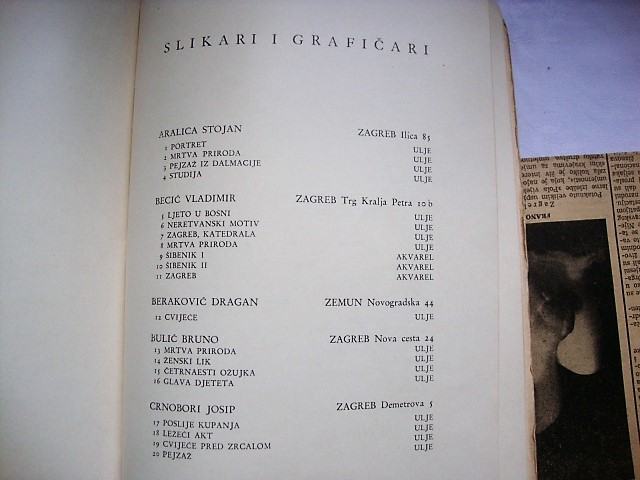 SLIKARI I GRAFIČARI
ARALICA STOJAN ZAGREB Ilica 85
1 PORTRET ULJE
2 MRTVA PRIRODA ULJE
3 PEJZAŽ IZ DALMACIJE ULJE
4 STUDIJA ULJE
BECIĆ VLADIMIR ZAGREB Trg Kralja Petra 10 b
5 LJETO U BOSNI ULJE
6 NERETVANSKI MOTIV ULJE
7 ZAGREB, KATEDRALA ULJE
8 MRTVA PRIRODA ULJE
9 ŠIBENIK I AKVAREL
10 ŠIBENIK II AKVAREL
11 ZAGREB AKVAREL
BERAKOVIĆ DRAGAN ZEMUN Novogradska 44
12 CVIJEĆE ULJE
BULIĆ BRUNO ZAGREB Nova cesta 24
13 MRTVA PRIRODA ULJE
14 ŽENSKI LIK ULJE
15 ČETRNAESTI OŽUJKA ULJE
16 GLAVA DJETETA ULJE
CRNOBORI JOSIP ZAGREB Demetrova 5
17 POSLIJE KUPANJA ULJE
18 LEŽEĆI AKT ULJE
19 CVIJEĆE PRED ZRCALOM ULJE
20 PEJZAŽ ULJE
FRANO
Zagreb